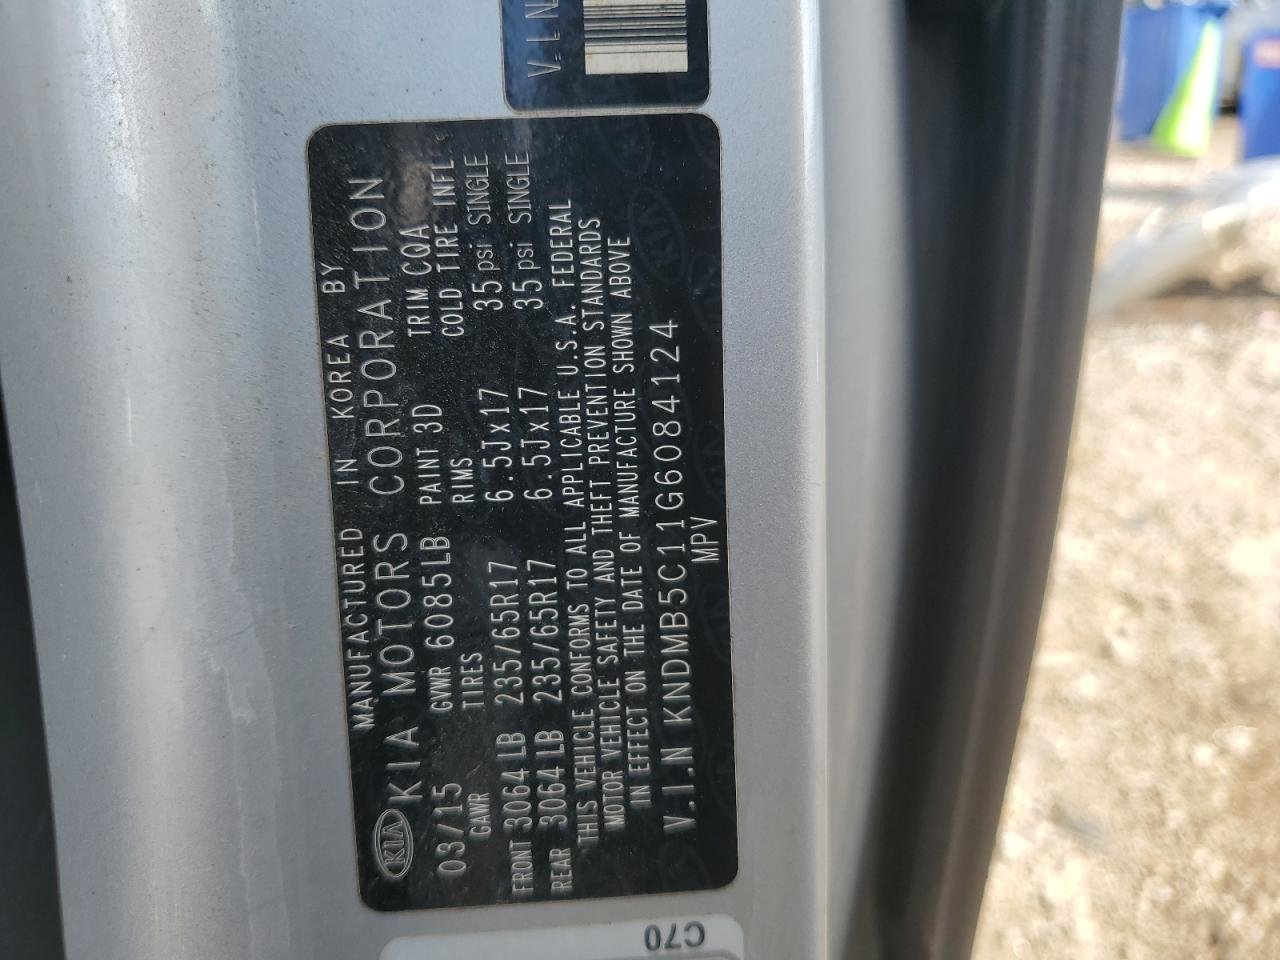 V.I.N
MANUFACTURED IN KOREA BY
KIA KIA MOTORS CORPORATION
03/15 GVWR 6085LB PAINT 3D TRIM CQA
GAWR TIRES RIMS COLD TIRE INFL.
FRONT 3064LB 235/65R17 6.5Jx17 35psi SINGLE
REAR 3064LB 235/65R17 6.5Jx17 35psi SINGLE
THIS VEHICLE CONFORMS TO ALL APPLICABLE U.S.A. FEDERAL
MOTOR VEHICLE SAFETY AND THEFT PREVENTION STANDARDS
IN EFFECT ON THE DATE OF MANUFACTURE SHOWN ABOVE
V.I.N KNDMB5C11G6084124
MPV
C70